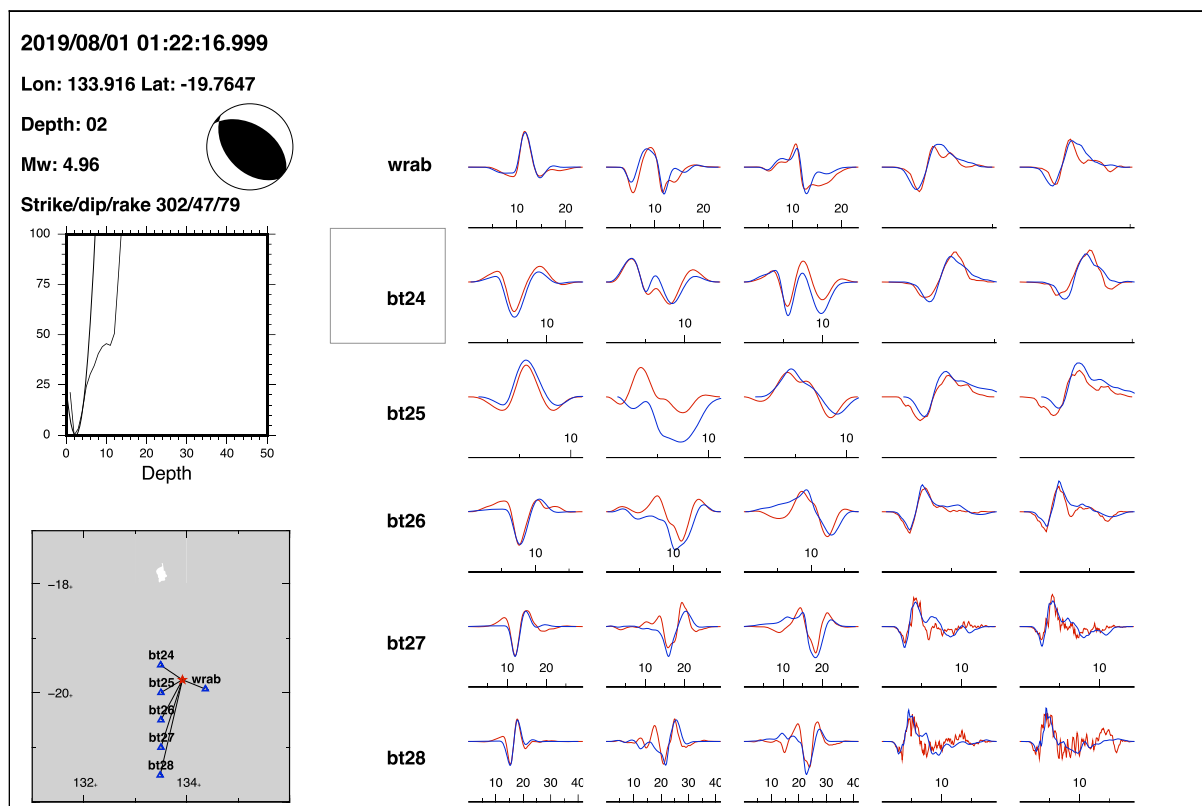 2019/08/01 01:22:16.999
Lon: 133.916 Lat: -19.7647
Depth: 02
Mw: 4.96
Strike/dip/rake 302/47/79
100
75
50
25
0
0 10 20 30 40 50
Depth
−18
−20
132 134
bt24
bt25 wrab
bt26
bt27
bt28
wrab
10 20 10 20 10 20
bt24
10 10 10
bt25
10 10 10
bt26
10 10 10
bt27
10 20 10 20 10 20 10 10
bt28
10 20 30 40 10 20 30 40 10 20 30 40 10 10